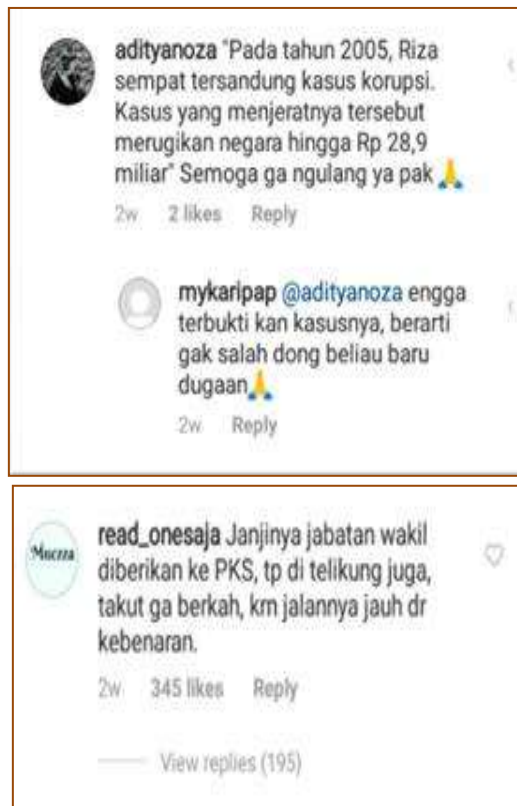 adityanoza "Pada tahun 2005, Riza
sempat tersandung kasus korupsi.
Kasus yang menjeratnya tersebut
merugikan negara hingga Rp 28,9
miliar" Semoga ga ngulang ya pak 🙏
2w 2 likes Reply
mykaripap @adityanoza engga
terbukti kan kasusnya, berarti
gak salah dong beliau baru
dugaan🙏
2w Reply
Muezza
read_onesaja Janjinya jabatan wakil
diberikan ke PKS, tp di telikung juga,
takut ga berkah, krn jalannya jauh dr
kebenaran.
2w 345 likes Reply
View replies (195)